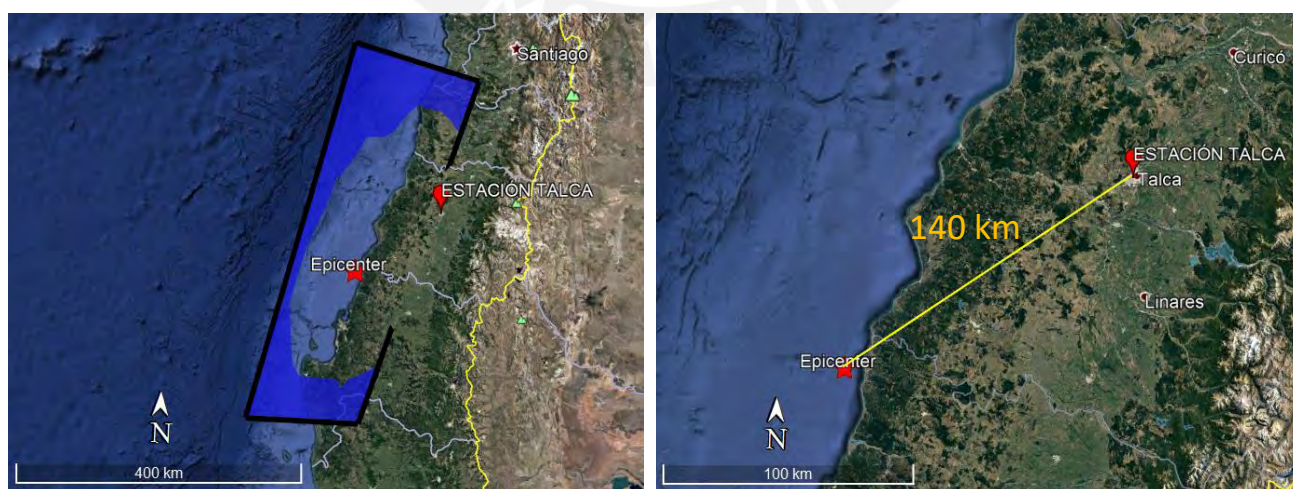 Santiago
ESTACIÓN TALCA
Epicenter
N
400 km
Curicó
ESTACIÓN TALCA
Talca
140 km
Linares
Epicenter
N
100 km